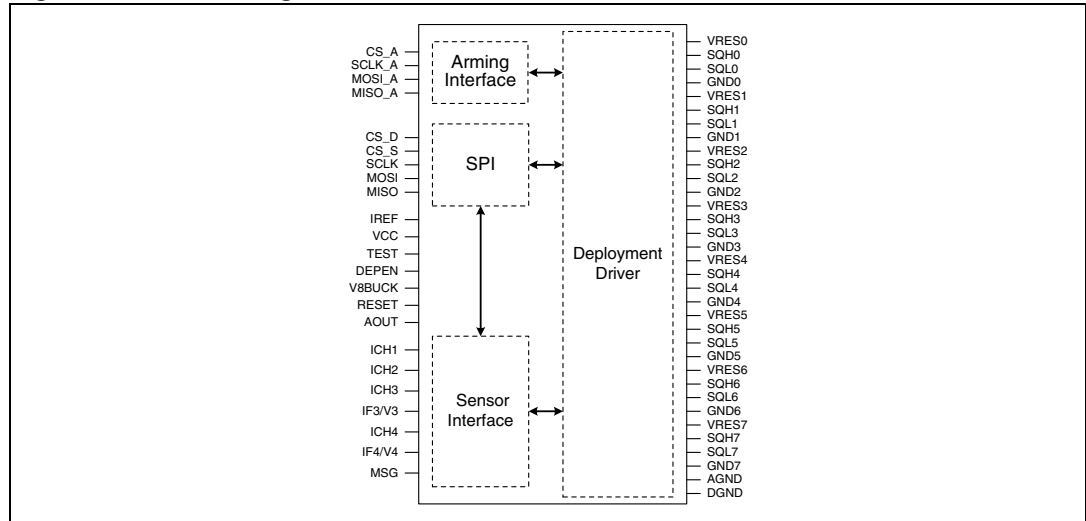 CS_A
SCLK_A
MOSI_A
MISO_A
CS_D
CS_S
SCLK
MOSI
MISO
IREF
VCC
TEST
DEPEN
V8BUCK
RESET
AOUT
ICH1
ICH2
ICH3
IF3/V3
ICH4
IF4/V4
MSG
Arming
Interface
SPI
Sensor
Interface
Deployment
Driver
VRES0
SQH0
SQL0
GND0
VRES1
SQH1
SQL1
GND1
VRES2
SQH2
SQL2
GND2
VRES3
SQH3
SQL3
GND3
VRES4
SQH4
SQL4
GND4
VRES5
SQH5
SQL5
GND5
VRES6
SQH6
SQL6
GND6
VRES7
SQH7
SQL7
GND7
AGND
DGND